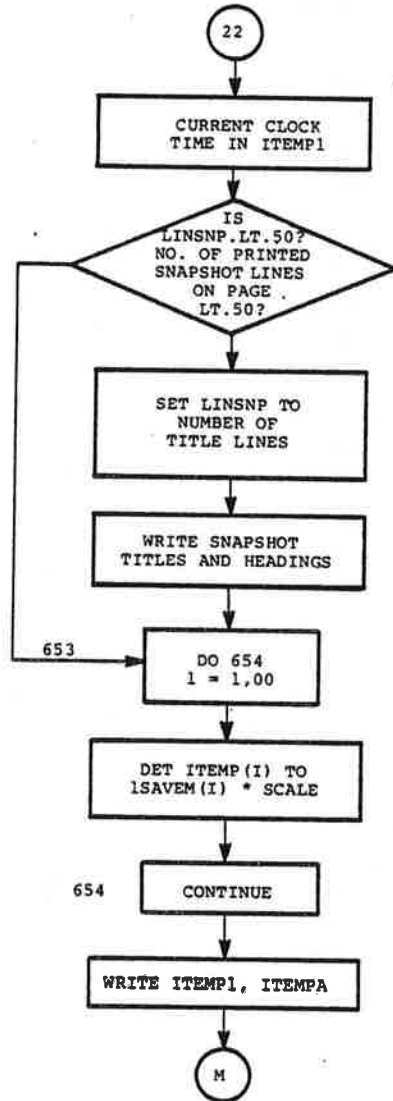 22
CURRENT CLOCK
TIME IN ITEMP1
IS
LINSNP.LT.50?
NO. OF PRINTED
SNAPSHOT LINES
ON PAGE .
LT.50?
SET LINSNP TO
NUMBER OF
TITLE LINES
WRITE SNAPSHOT
TITLES AND HEADINGS
653
DO 654
1 = 1,00
DET ITEMP(I) TO
1SAVEM(I) * SCALE
654
CONTINUE
WRITE ITEMP1, ITEMPA
M